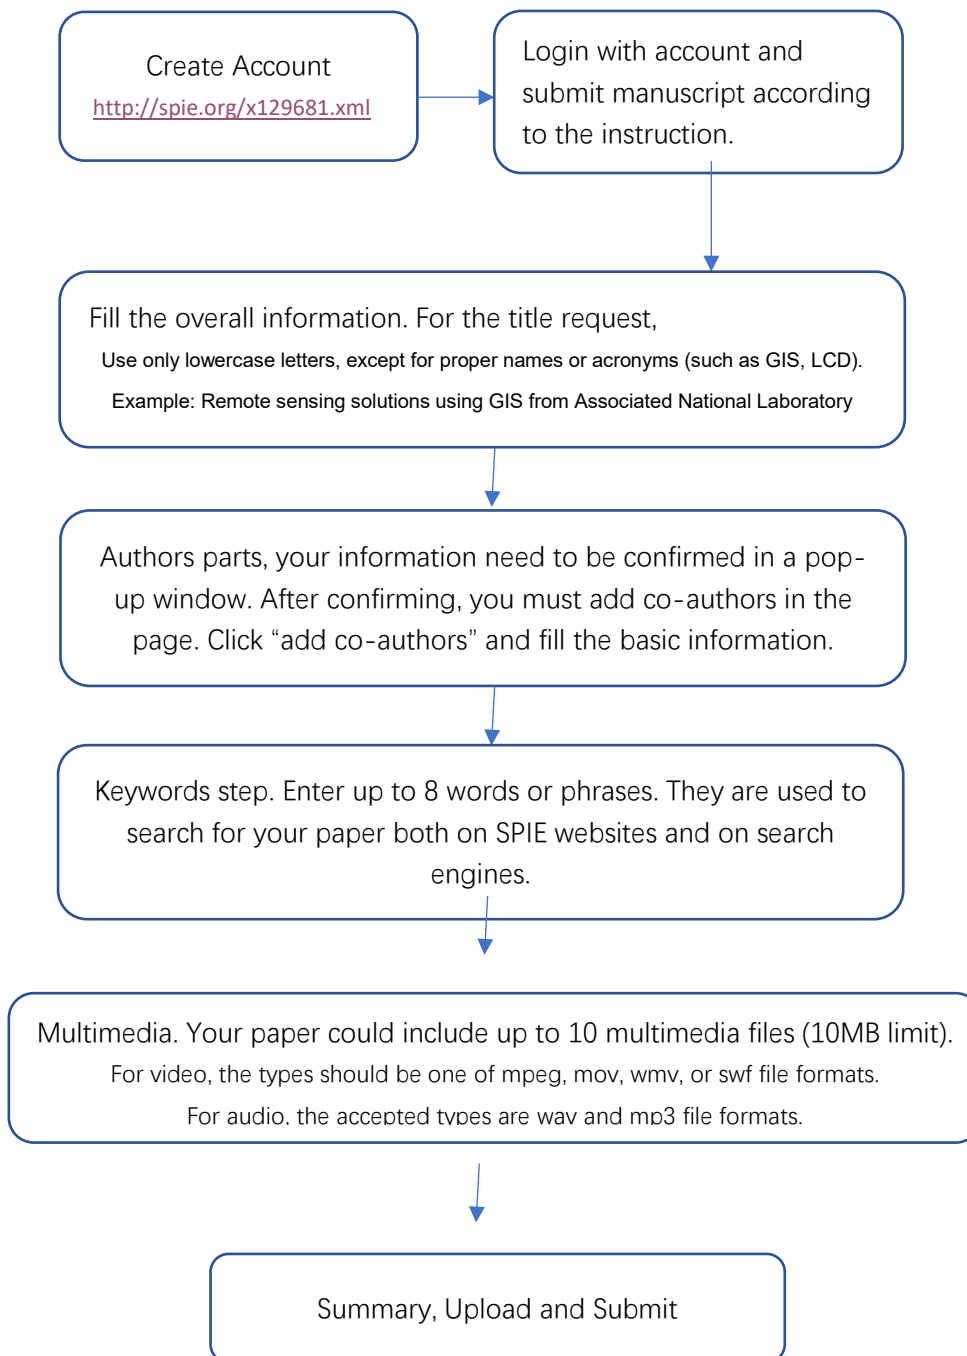 Create Account
http://spie.org/x129681.xml
Login with account and
submit manuscript according
to the instruction.
Fill the overall information. For the title request,
Use only lowercase letters, except for proper names or acronyms (such as GIS, LCD).
Example: Remote sensing solutions using GIS from Associated National Laboratory
Authors parts, your information need to be confirmed in a pop-
up window. After confirming, you must add co-authors in the
page. Click “add co-authors” and fill the basic information.
Keywords step. Enter up to 8 words or phrases. They are used to
search for your paper both on SPIE websites and on search
engines.
Multimedia. Your paper could include up to 10 multimedia files (10MB limit).
For video, the types should be one of mpeg, mov, wmv, or swf file formats.
For audio, the accepted types are wav and mp3 file formats.
Summary, Upload and Submit